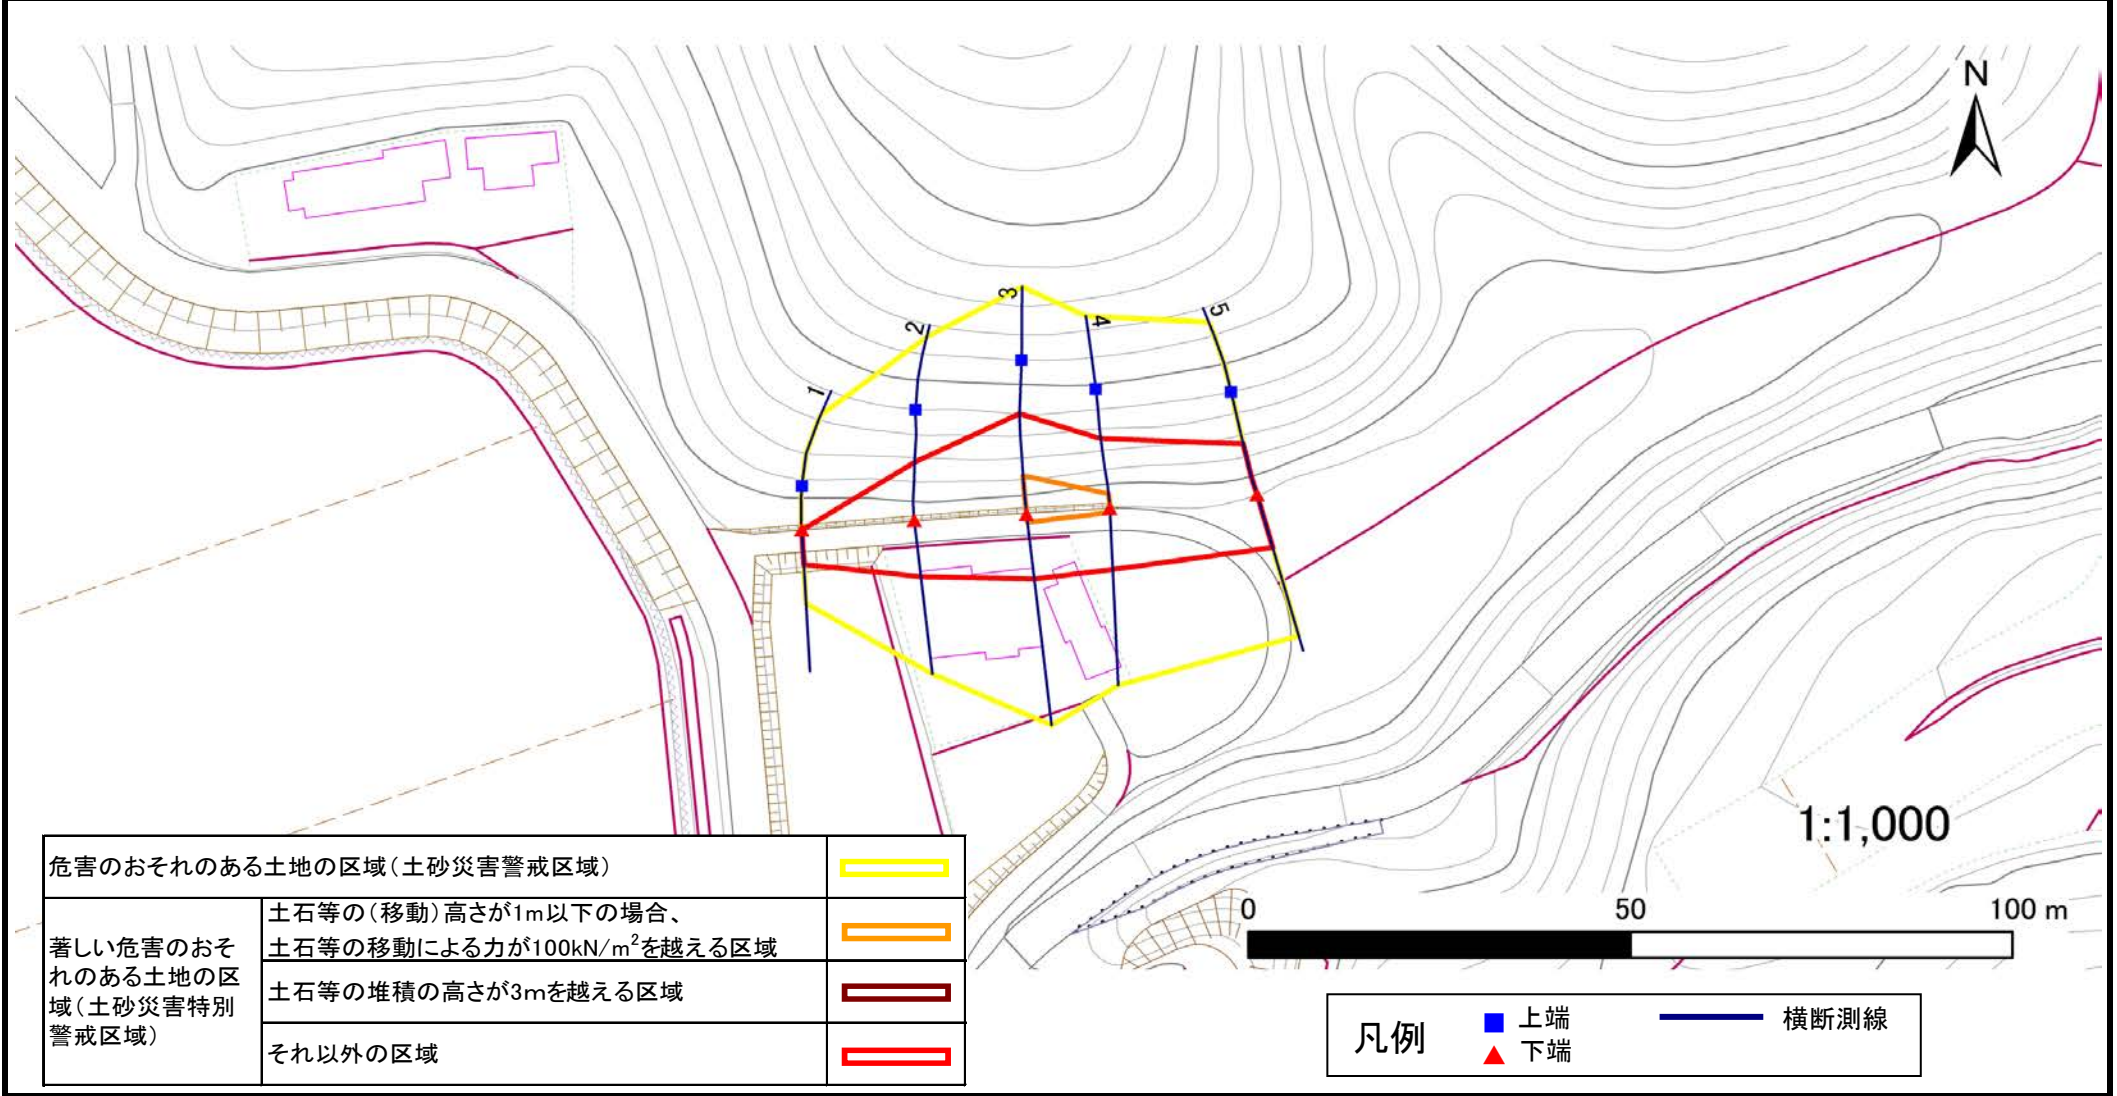 N
1
2
3
4
5
1:1,000
0 50 100 m
危害のおそれのある土地の区域(土砂災害警戒区域)
著しい危害のおそ
れのある土地の区
域(土砂災害特別
警戒区域)
土石等の(移動)高さが1m以下の場合、
土石等の移動による力が100kN/m²を越える区域
土石等の堆積の高さが3mを越える区域
それ以外の区域
凡例
上端
下端
横断測線